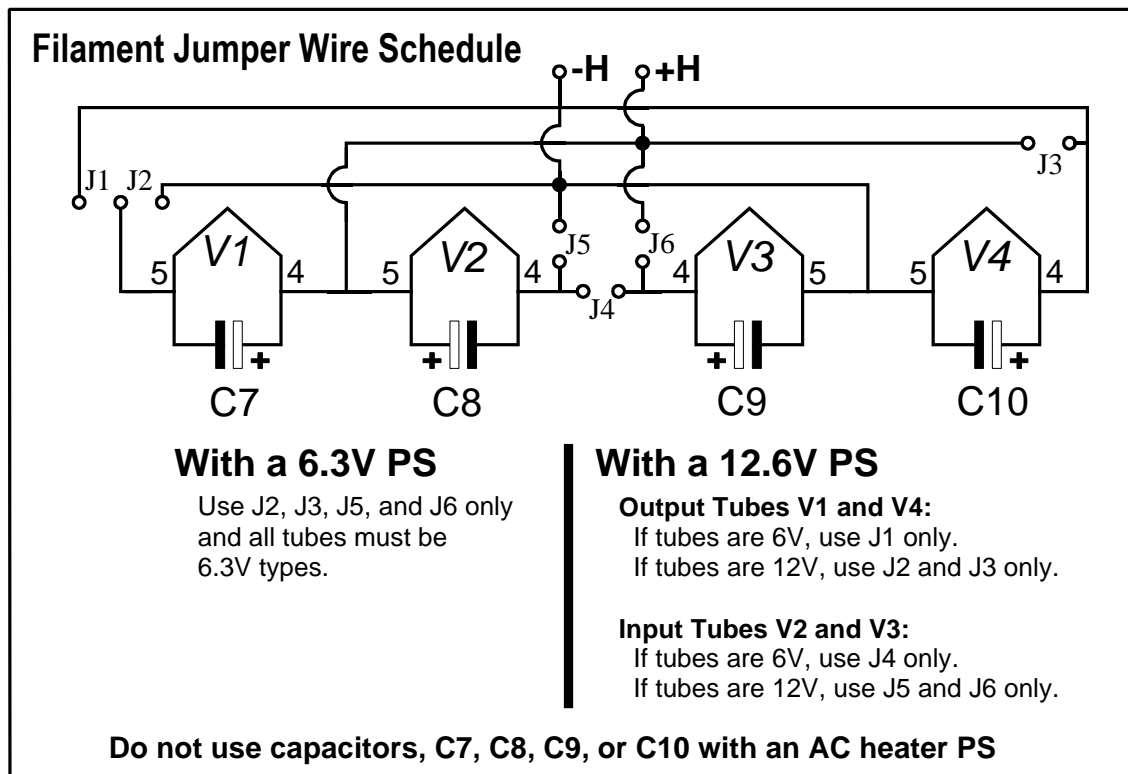 Filament Jumper Wire Schedule
-H +H
J3
J1 J2
V1 V2 J5 J6 V3 V4
5 4 5 4 4 5 5 4
J4
+ + + +
C7 C8 C9 C10
With a 6.3V PS
Use J2, J3, J5, and J6 only
and all tubes must be
6.3V types.
With a 12.6V PS
Output Tubes V1 and V4:
If tubes are 6V, use J1 only.
If tubes are 12V, use J2 and J3 only.
Input Tubes V2 and V3:
If tubes are 6V, use J4 only.
If tubes are 12V, use J5 and J6 only.
Do not use capacitors, C7, C8, C9, or C10 with an AC heater PS